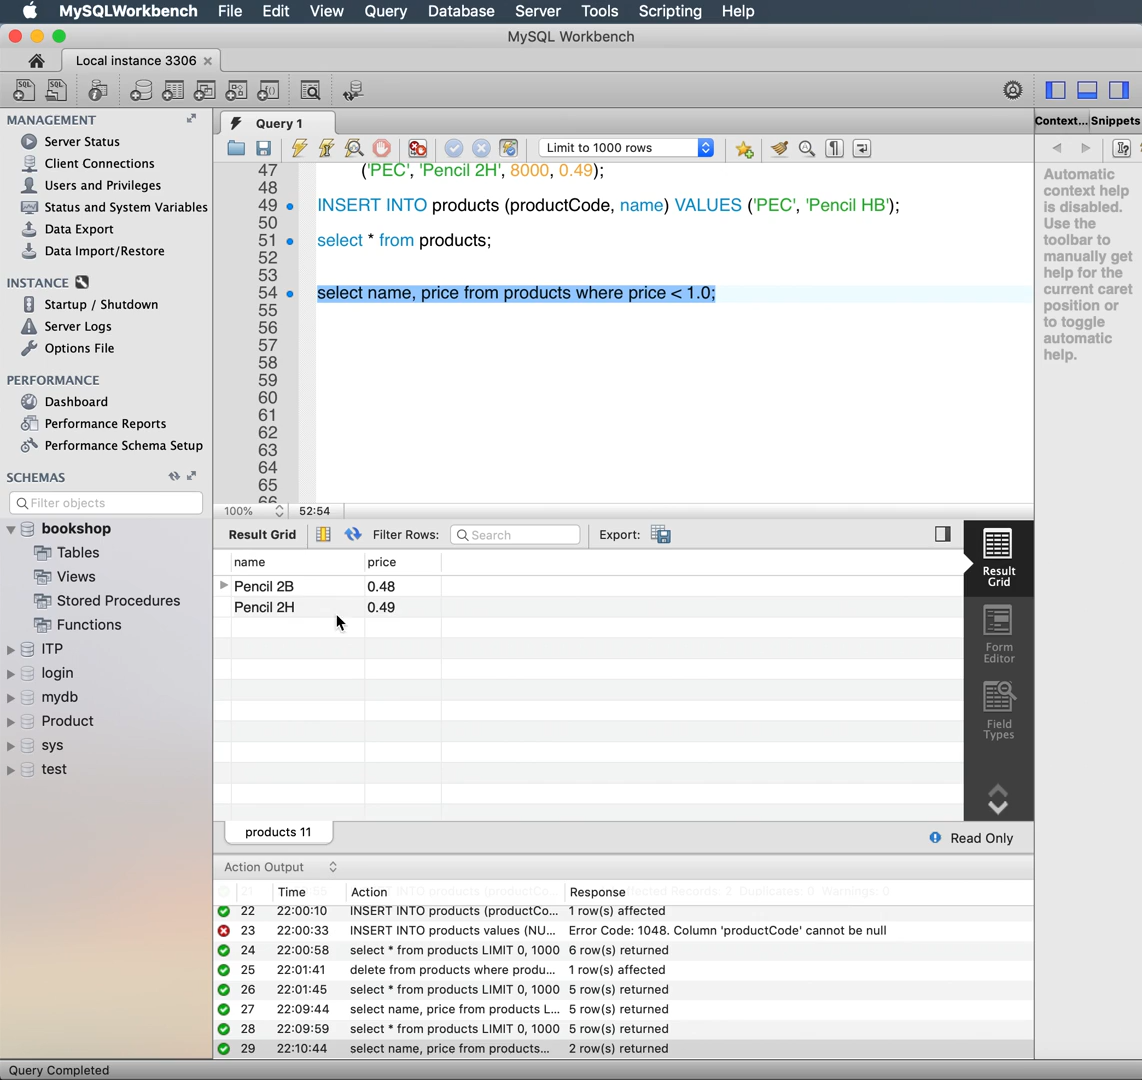 MySQLWorkbench File Edit View Query Database Server Tools Scripting Help
MySQL Workbench
Local instance 3306
MANAGEMENT
Server Status
Client Connections
Users and Privileges
Status and System Variables
Data Export
Data Import/Restore
INSTANCE
Startup / Shutdown
Server Logs
Options File
PERFORMANCE
Dashboard
Performance Reports
Performance Schema Setup
SCHEMAS
Filter objects
bookshop
Tables
Views
Stored Procedures
Functions
ITP
login
mydb
Product
sys
test
Query 1
Limit to 1000 rows
47 ('PEC', 'Pencil 2H', 8000, 0.49);
48
49 INSERT INTO products (productCode, name) VALUES ('PEC', 'Pencil HB');
50
51 select * from products;
52
53
54 select name, price from products where price < 1.0;
55
56
57
58
59
60
61
62
63
64
65
66
100% 52:54
Result Grid Filter Rows: Search Export:
name price
Pencil 2B 0.48
Pencil 2H 0.49
Result
Grid
Form
Editor
Field
Types
products 11
Read Only
Action Output
Time Action Response
22 22:00:10 INSERT INTO products (productCo... 1 row(s) affected
23 22:00:33 INSERT INTO products values (NU... Error Code: 1048. Column 'productCode' cannot be null
24 22:00:58 select * from products LIMIT 0, 1000 6 row(s) returned
25 22:01:41 delete from products where produ... 1 row(s) affected
26 22:01:45 select * from products LIMIT 0, 1000 5 row(s) returned
27 22:09:44 select name, price from products L... 5 row(s) returned
28 22:09:59 select * from products LIMIT 0, 1000 5 row(s) returned
29 22:10:44 select name, price from products... 2 row(s) returned
Context... Snippets
Automatic
context help
is disabled.
Use the
toolbar to
manually get
help for the
current caret
position or
to toggle
automatic
help.
Query Completed